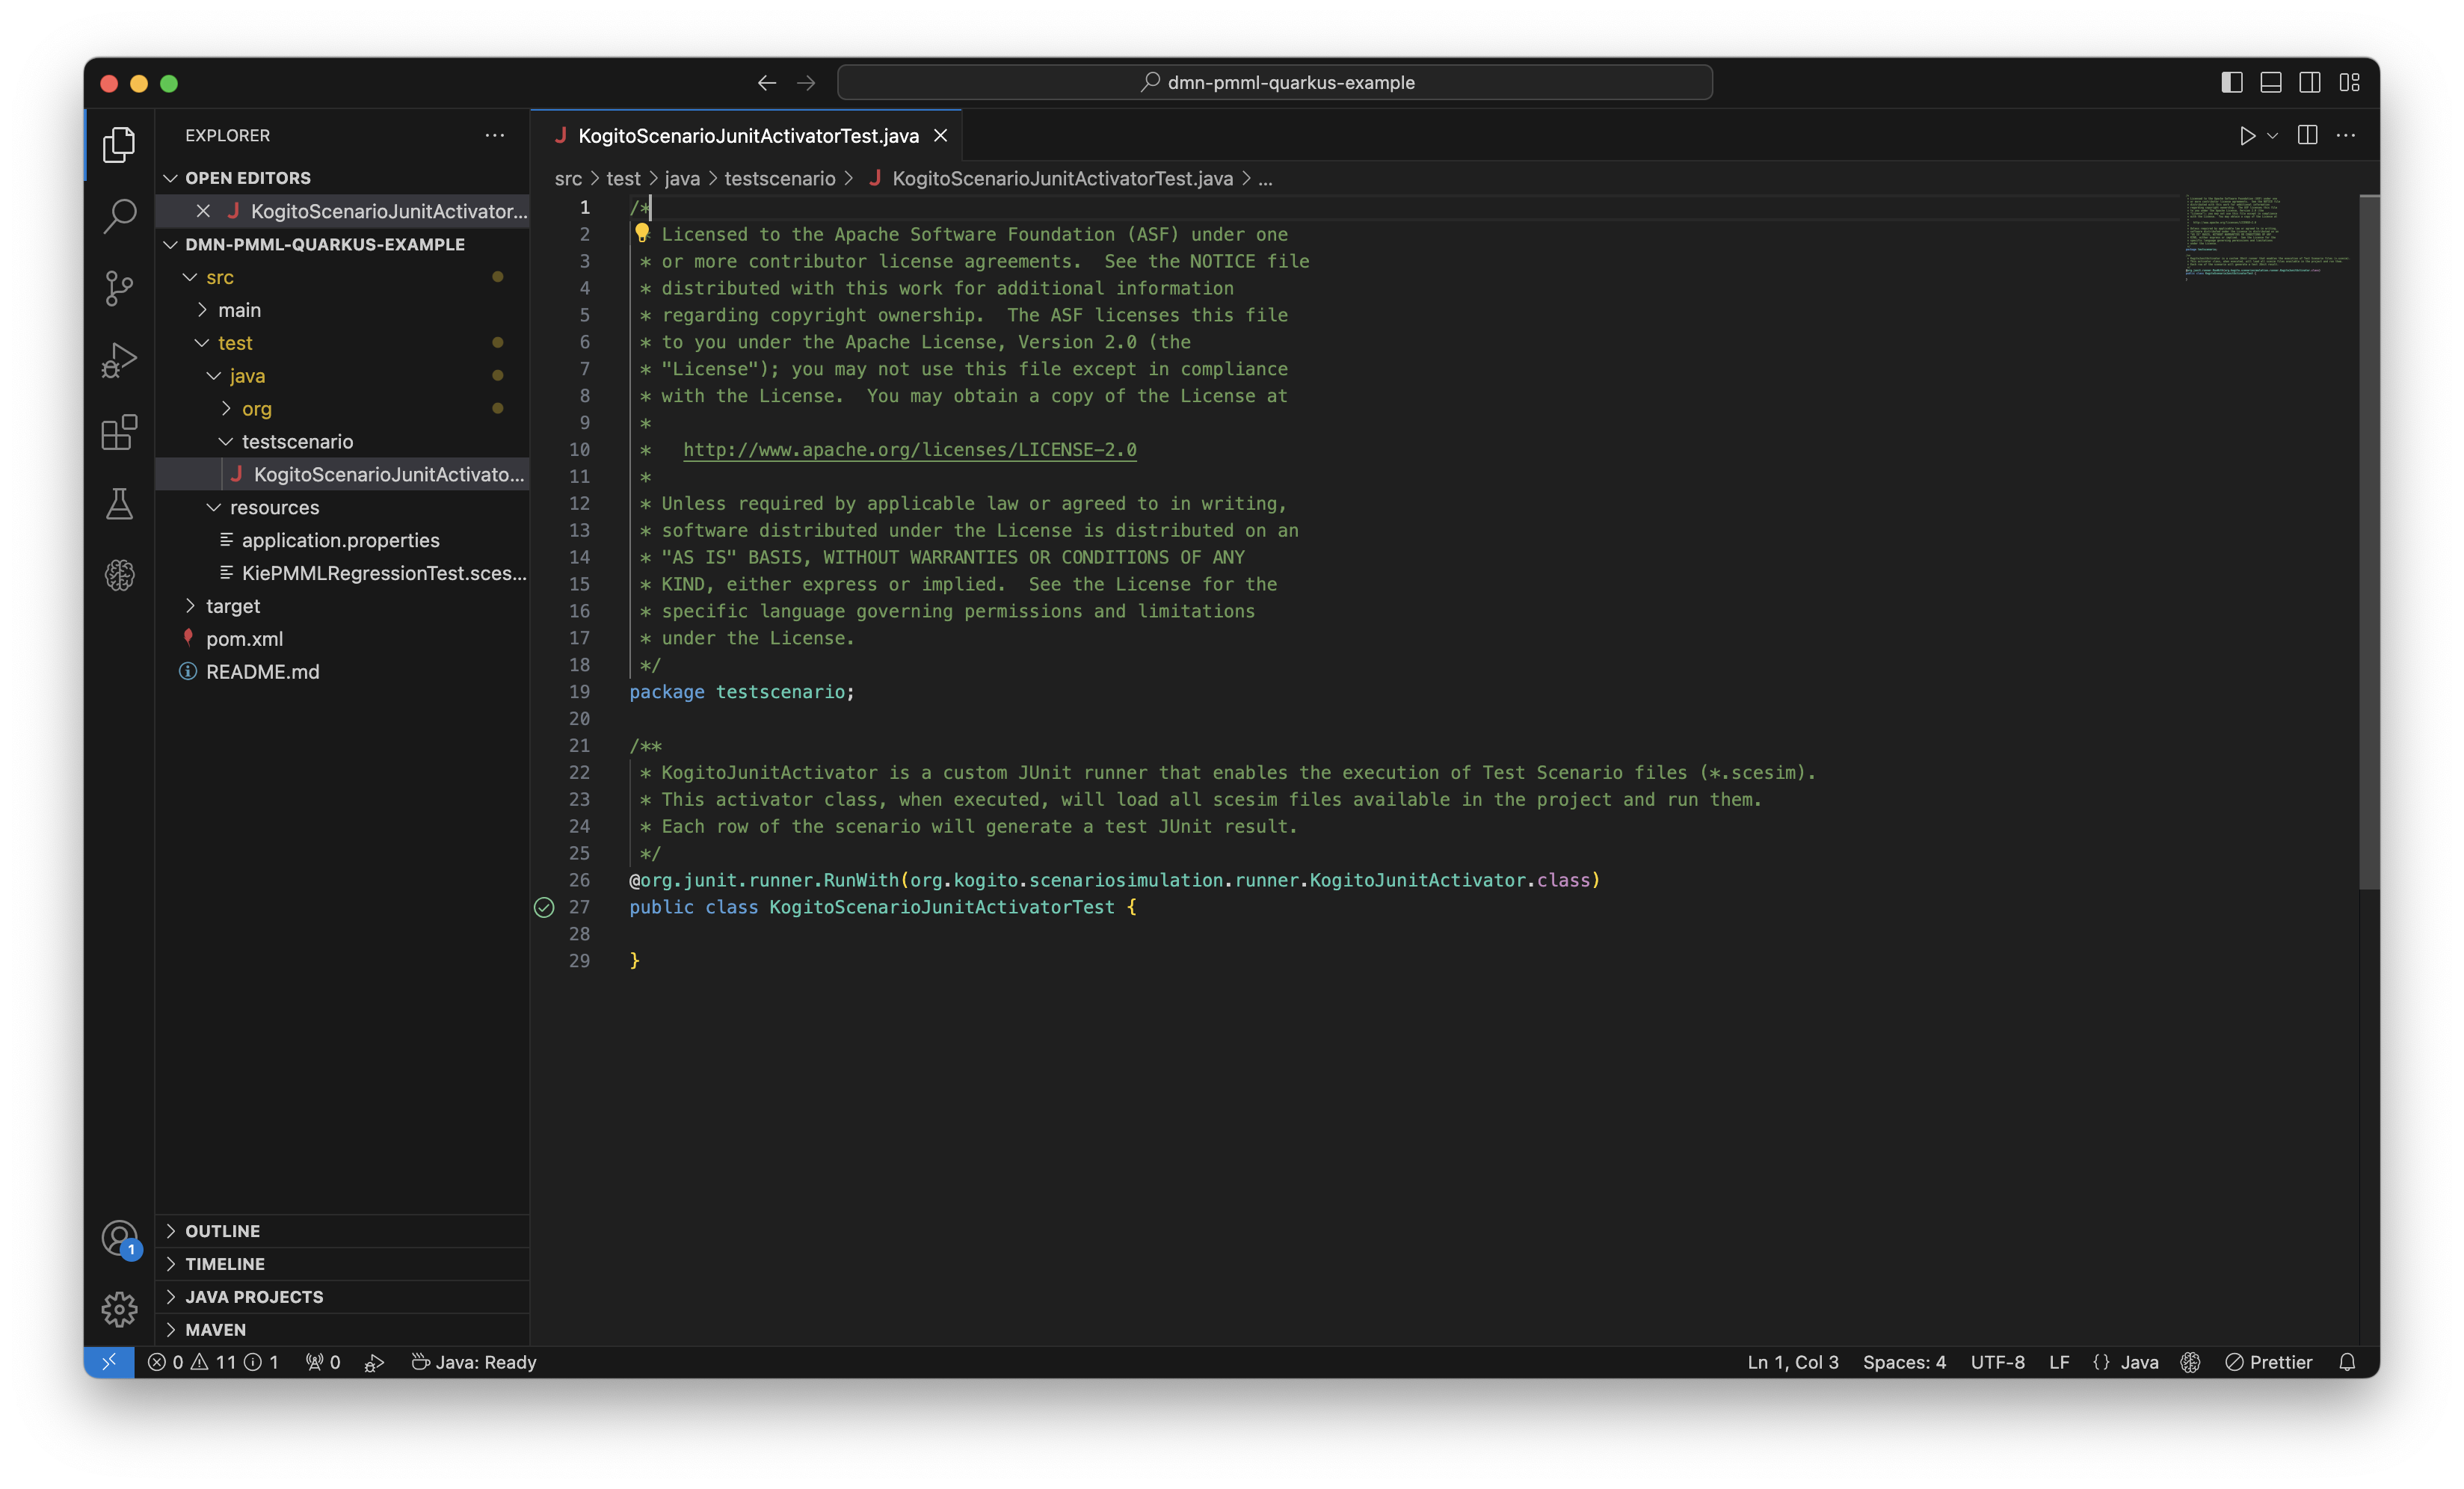 dmn-pmml-quarkus-example
EXPLORER
OPEN EDITORS
KogitoScenarioJunitActivator...
DMN-PMML-QUARKUS-EXAMPLE
src
main
test
java
org
testscenario
KogitoScenarioJunitActivato...
resources
application.properties
KiePMMLRegressionTest.sces...
target
pom.xml
README.md
OUTLINE
TIMELINE
JAVA PROJECTS
MAVEN
1
KogitoScenarioJunitActivatorTest.java
src > test > java > testscenario > KogitoScenarioJunitActivatorTest.java > ...
1 /*
2 Licensed to the Apache Software Foundation (ASF) under one
3 * or more contributor license agreements.  See the NOTICE file
4 * distributed with this work for additional information
5 * regarding copyright ownership.  The ASF licenses this file
6 * to you under the Apache License, Version 2.0 (the
7 * "License"); you may not use this file except in compliance
8 * with the License.  You may obtain a copy of the License at
9 *
10 *   http://www.apache.org/licenses/LICENSE-2.0
11 *
12 * Unless required by applicable law or agreed to in writing,
13 * software distributed under the License is distributed on an
14 * "AS IS" BASIS, WITHOUT WARRANTIES OR CONDITIONS OF ANY
15 * KIND, either express or implied.  See the License for the
16 * specific language governing permissions and limitations
17 * under the License.
18 */
19 package testscenario;
20
21 /**
22 * KogitoJunitActivator is a custom JUnit runner that enables the execution of Test Scenario files (*.scesim).
23 * This activator class, when executed, will load all scesim files available in the project and run them.
24 * Each row of the scenario will generate a test JUnit result.
25 */
26 @org.junit.runner.RunWith(org.kogito.scenariosimulation.runner.KogitoJunitActivator.class)
27 public class KogitoScenarioJunitActivatorTest {
28
29 }
0 11 1 0 Java: Ready Ln 1, Col 3 Spaces: 4 UTF-8 LF {} Java Prettier